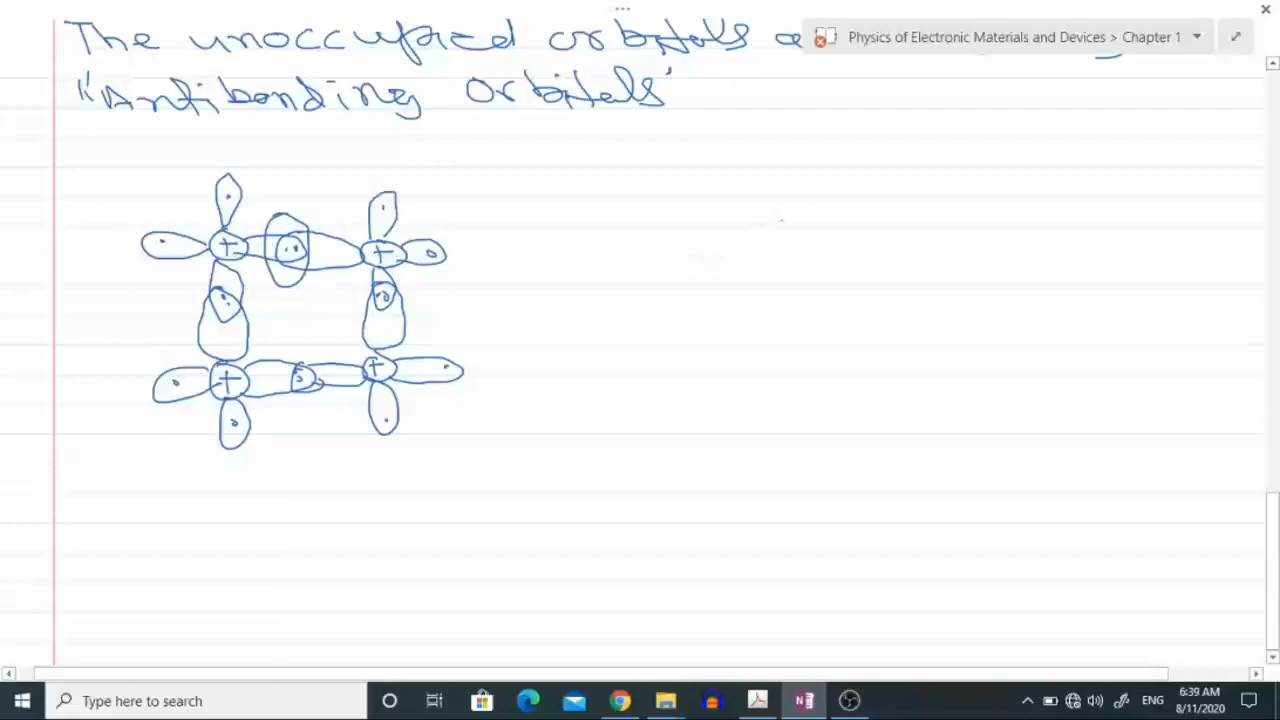 The unoccupied orbitals
Physics of Electronic Materials and Devices > Chapter 1
"Antibonding Orbitals"
+ +
+ +
Type here to search
ENG
6:39 AM
8/11/2020